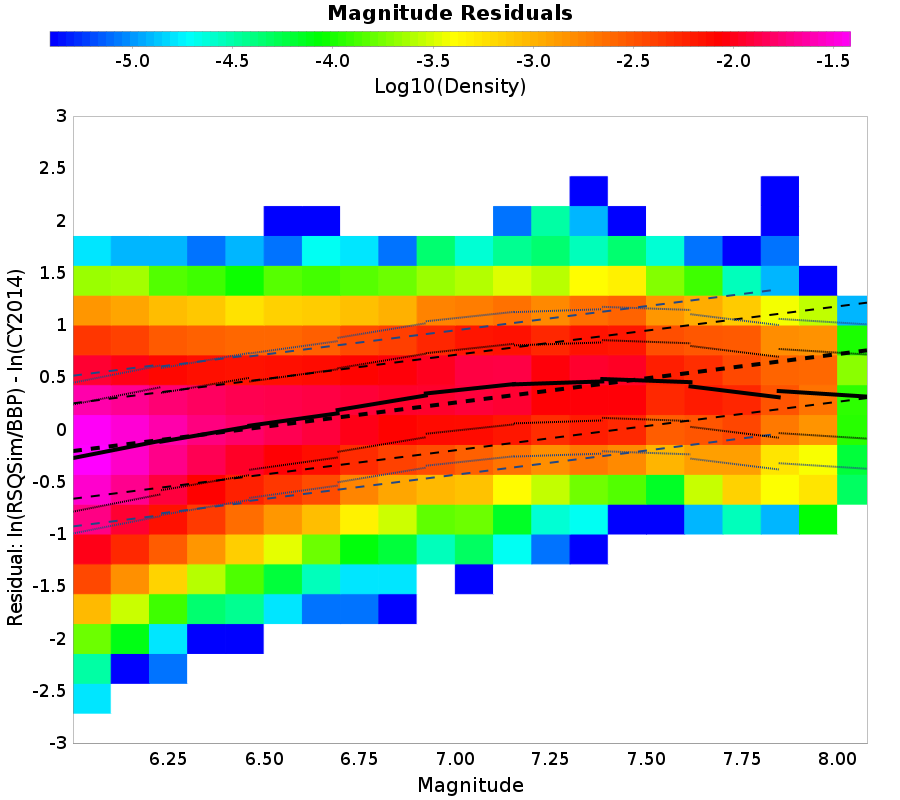 Magnitude Residuals
-5.0 -4.5 -4.0 -3.5 -3.0 -2.5 -2.0 -1.5
Log10(Density)
3
2.5
2
1.5
1
0.5
0
-0.5
-1
-1.5
-2
-2.5
-3
Residual: ln(RSQSim/BBP) - ln(CY2014)
6.25 6.50 6.75 7.00 7.25 7.50 7.75 8.00
Magnitude